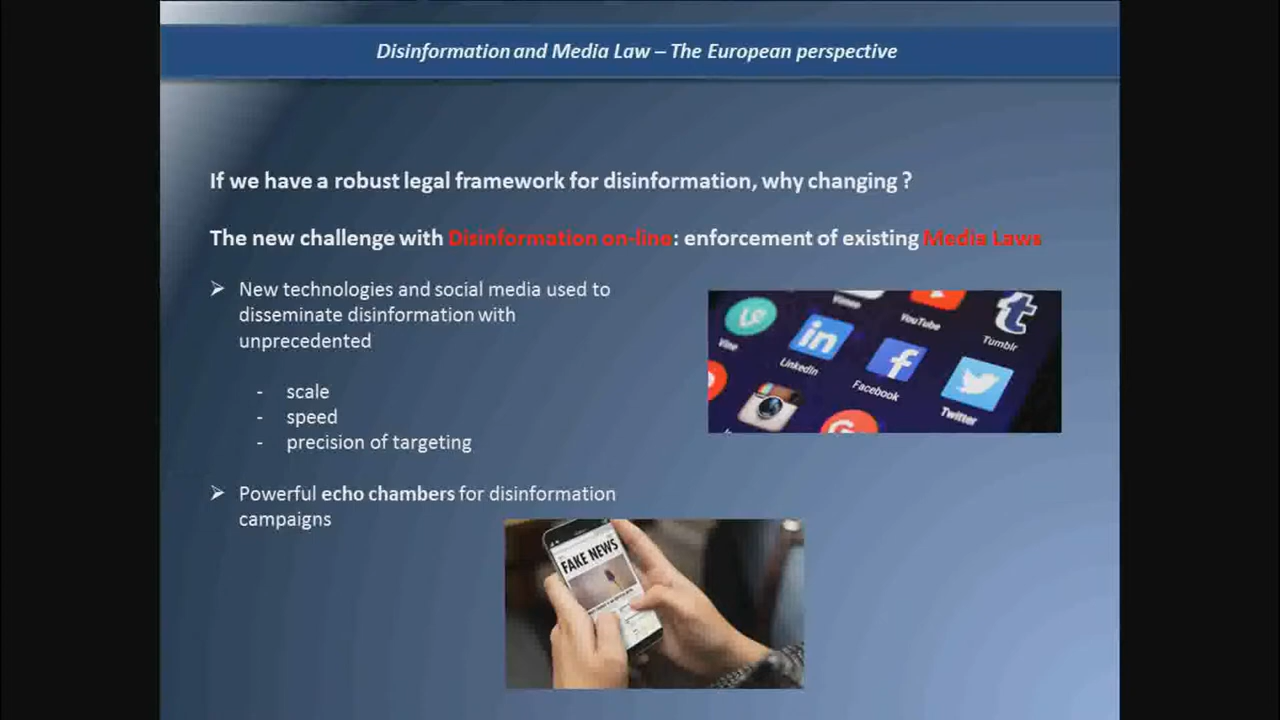 Disinformation and Media Law – The European perspective
If we have a robust legal framework for disinformation, why changing ?
The new challenge with Disinformation on-line: enforcement of existing Media Laws
➢ New technologies and social media used to
disseminate disinformation with
unprecedented
- scale
- speed
- precision of targeting
➢ Powerful echo chambers for disinformation
campaigns
Vimeo
YouTube
Tumblr
Vine
LinkedIn
Facebook
Twitter
FAKE NEWS